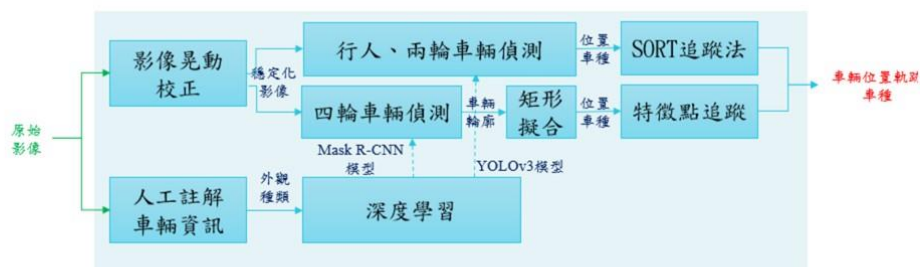 原始
影像
影像晃動
校正
穩定化
影像
行人、兩輪車輛偵測
位置
車種
SORT追蹤法
四輪車輛偵測
車輛
輪廓
矩形
擬合
位置
車種
特徵點追蹤
車輛位置軌跡
車種
Mask R-CNN
模型
YOLOv3模型
人工註解
車輛資訊
外觀
種類
深度學習